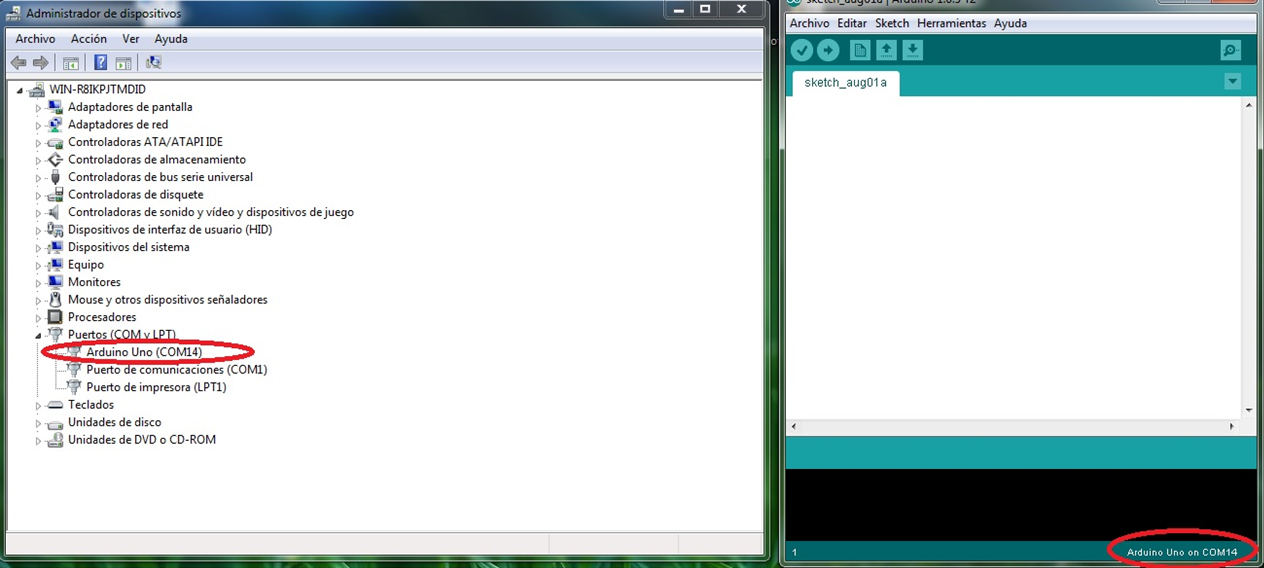 Administrador de dispositivos
Archivo Acción Ver Ayuda
WIN-R8IKPJTMDID
Adaptadores de pantalla
Adaptadores de red
Controladoras ATA/ATAPI IDE
Controladoras de almacenamiento
Controladoras de bus serie universal
Controladoras de disquete
Controladoras de sonido y vídeo y dispositivos de juego
Dispositivos de interfaz de usuario (HID)
Dispositivos del sistema
Equipo
Monitores
Mouse y otros dispositivos señaladores
Procesadores
Puertos (COM y LPT)
Arduino Uno (COM14)
Puerto de comunicaciones (COM1)
Puerto de impresora (LPT1)
Teclados
Unidades de disco
Unidades de DVD o CD-ROM
sketch_aug01a | Arduino
Archivo Editar Sketch Herramientas Ayuda
sketch_aug01a
1
Arduino Uno on COM14